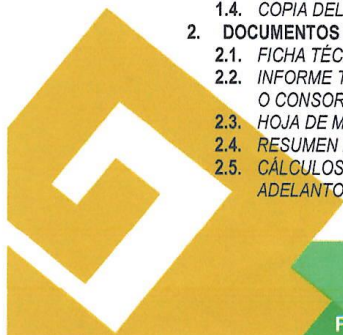 1.4. COPIA DEL
2. DOCUMENTOS
2.1. FICHA TÉC
2.2. INFORME T
O CONSOR
2.3. HOJA DE M
2.4. RESUMEN
2.5. CÁLCULOS
ADELANTO